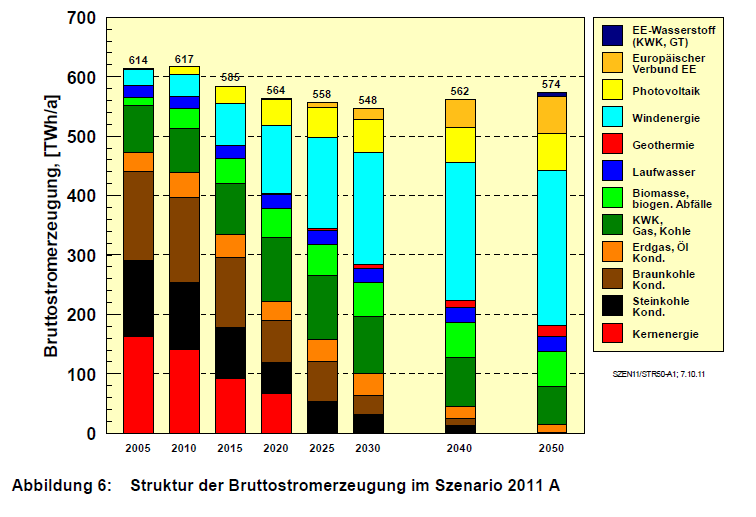 700
600
500
400
300
200
100
0
Bruttostromerzeugung, [TWh/a]
614
617
585
564
558
548
562
574
2005
2010
2015
2020
2025
2030
2040
2050
EE-Wasserstoff
(KWK, GT)
Europäischer
Verbund EE
Photovoltaik
Windenergie
Geothermie
Laufwasser
Biomasse,
biogen. Abfälle
KWK,
Gas, Kohle
Erdgas, Öl
Kond.
Braunkohle
Kond.
Steinkohle
Kond.
Kernenergie
SZEN11/STR50-A1; 7.10.11
Abbildung 6: Struktur der Bruttostromerzeugung im Szenario 2011 A